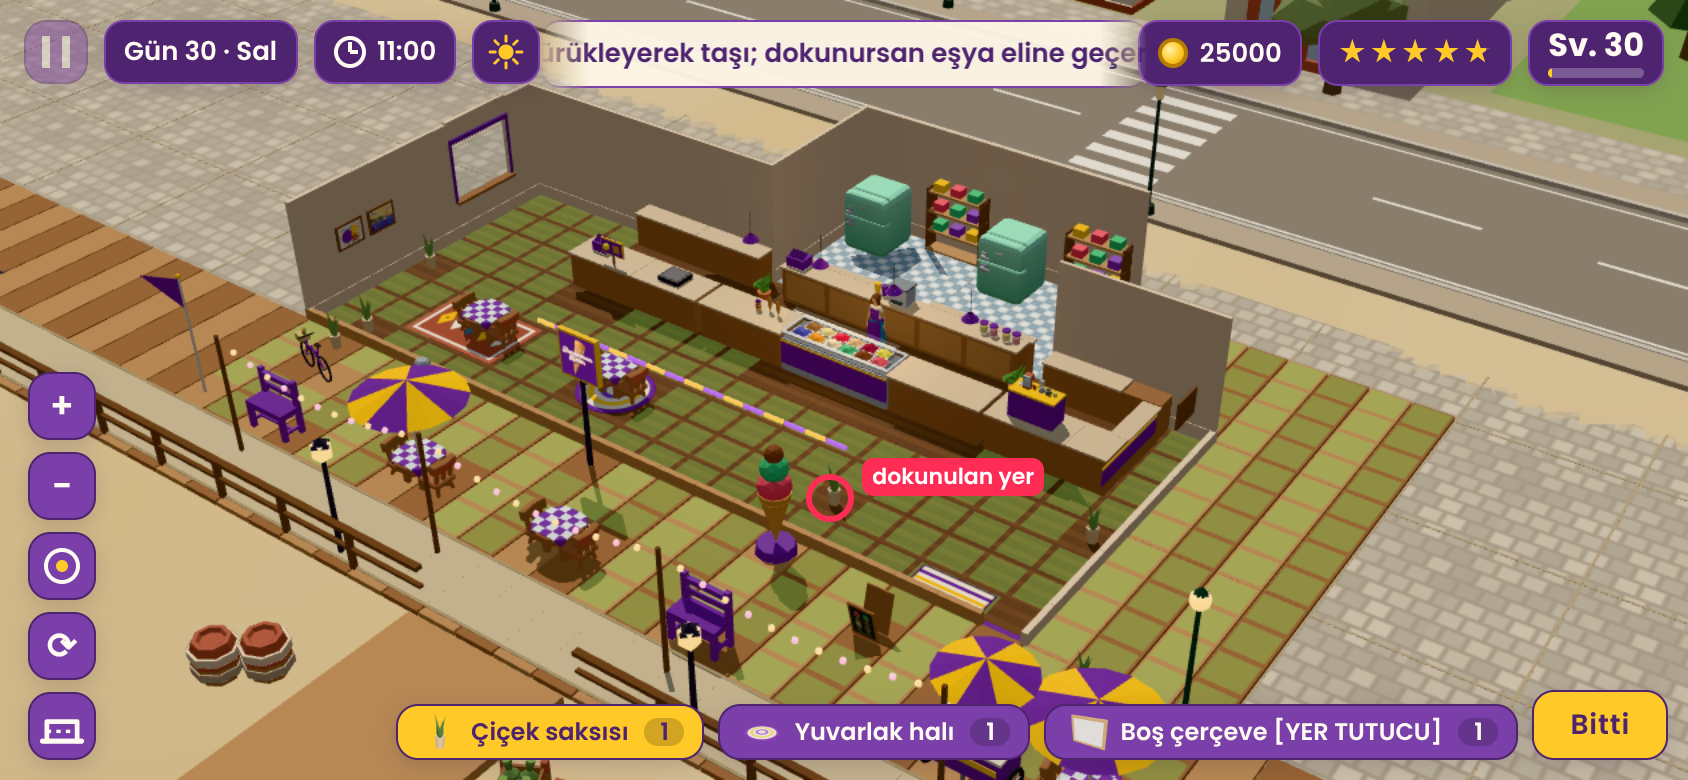 Gün 30 · Sal
11:00
ürükleyerek taşı; dokunursan eşya eline geçer
25000
Sv. 30
dokunulan yer
Çiçek saksısı 1
Yuvarlak halı 1
Boş çerçeve [YER TUTUCU] 1
Bitti